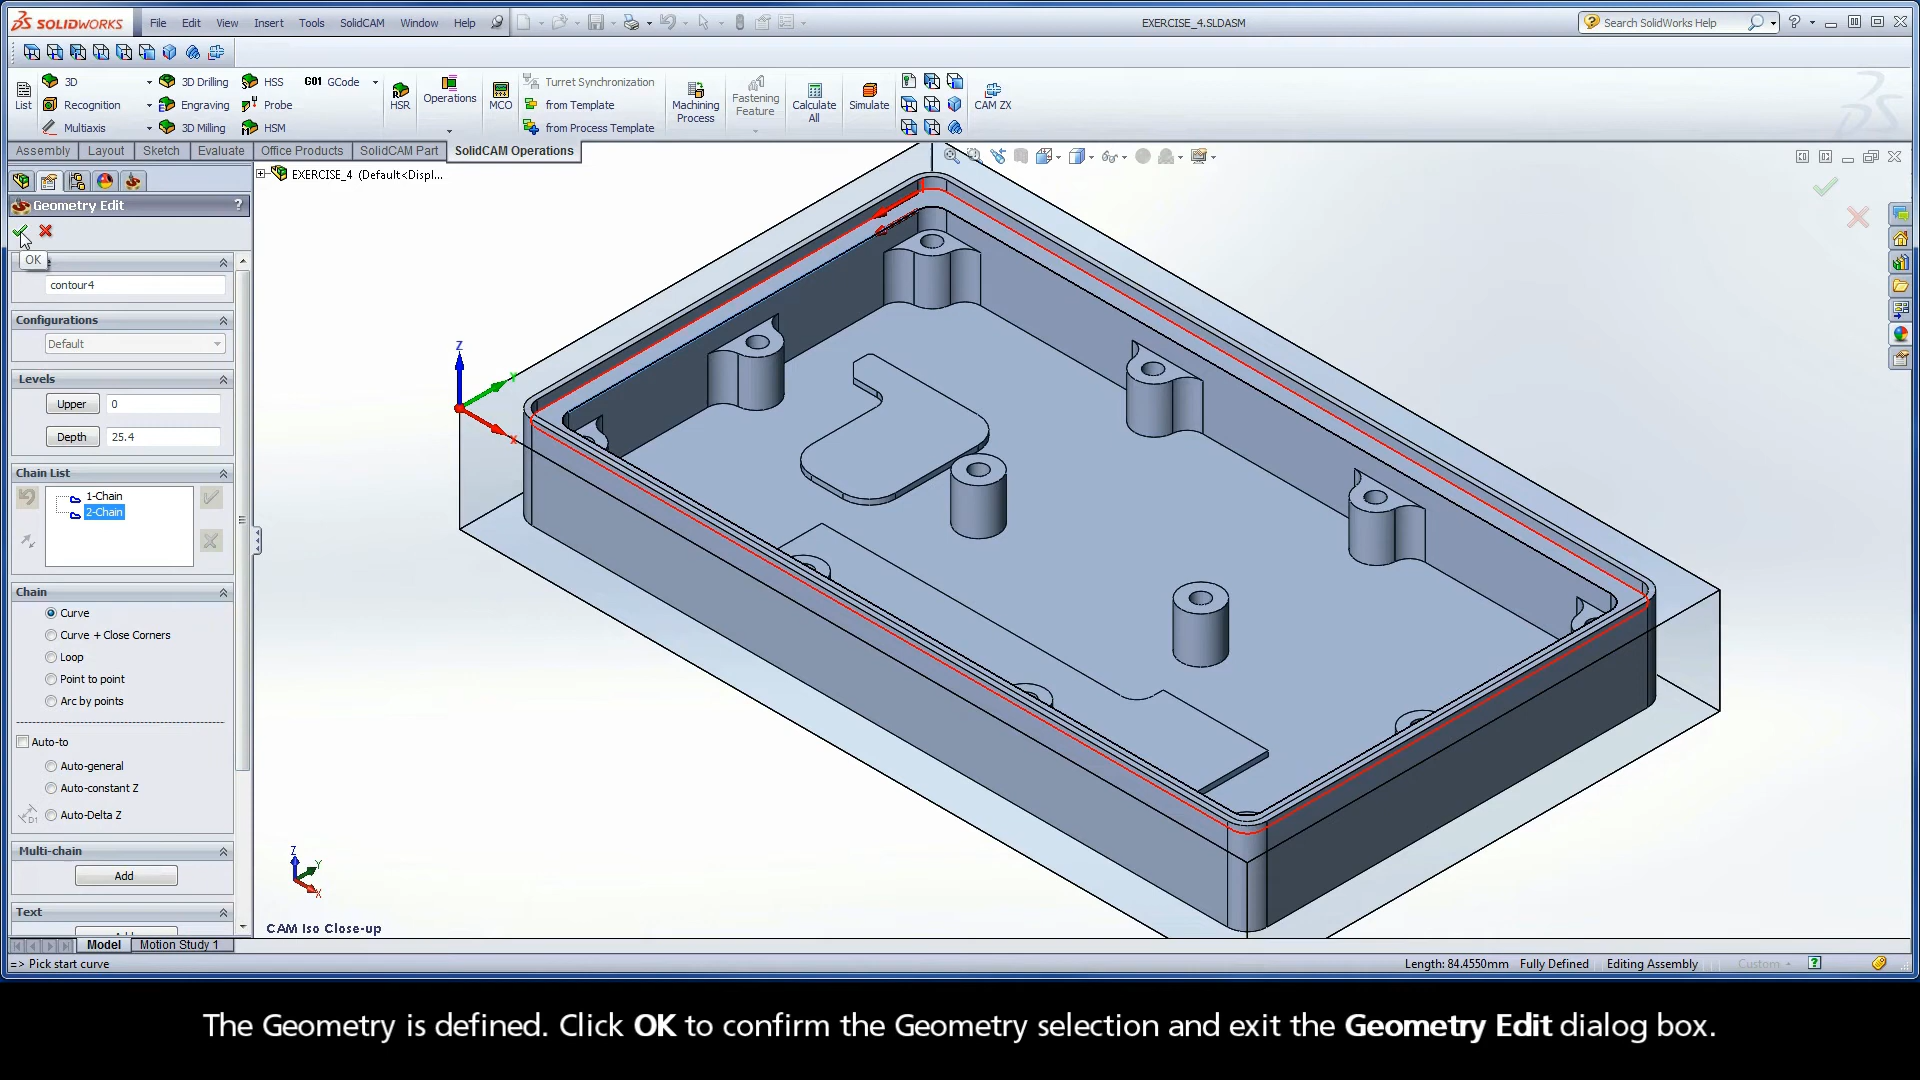 SOLIDWORKS File Edit View Insert Tools SolidCAM Window Help EXERCISE_4.SLDASM Search SolidWorks Help
3D 3D Drilling HSS G01 GCode Turret Synchronization
List Recognition Engraving Probe HSR Operations MCO from Template Machining Process Fastening Feature Calculate All Simulate CAM ZX
Multiaxis 3D Milling HSM from Process Template
Assembly Layout Sketch Evaluate Office Products SolidCAM Part SolidCAM Operations
EXERCISE_4 (Default<Displ...
Geometry Edit ?
OK
contour4
Configurations
Default
Levels
Upper 0
Depth 25.4
Chain List
1-Chain
2-Chain
Chain
Curve
Curve + Close Corners
Loop
Point to point
Arc by points
Auto-to
Auto-general
Auto-constant Z
Auto-Delta Z
Multi-chain
Add
Text
Z
Y
X
Z
Y
X
CAM Iso Close-up
Model Motion Study 1
=> Pick start curve Length: 84.4550mm Fully Defined Editing Assembly Custom
The Geometry is defined. Click OK to confirm the Geometry selection and exit the Geometry Edit dialog box.